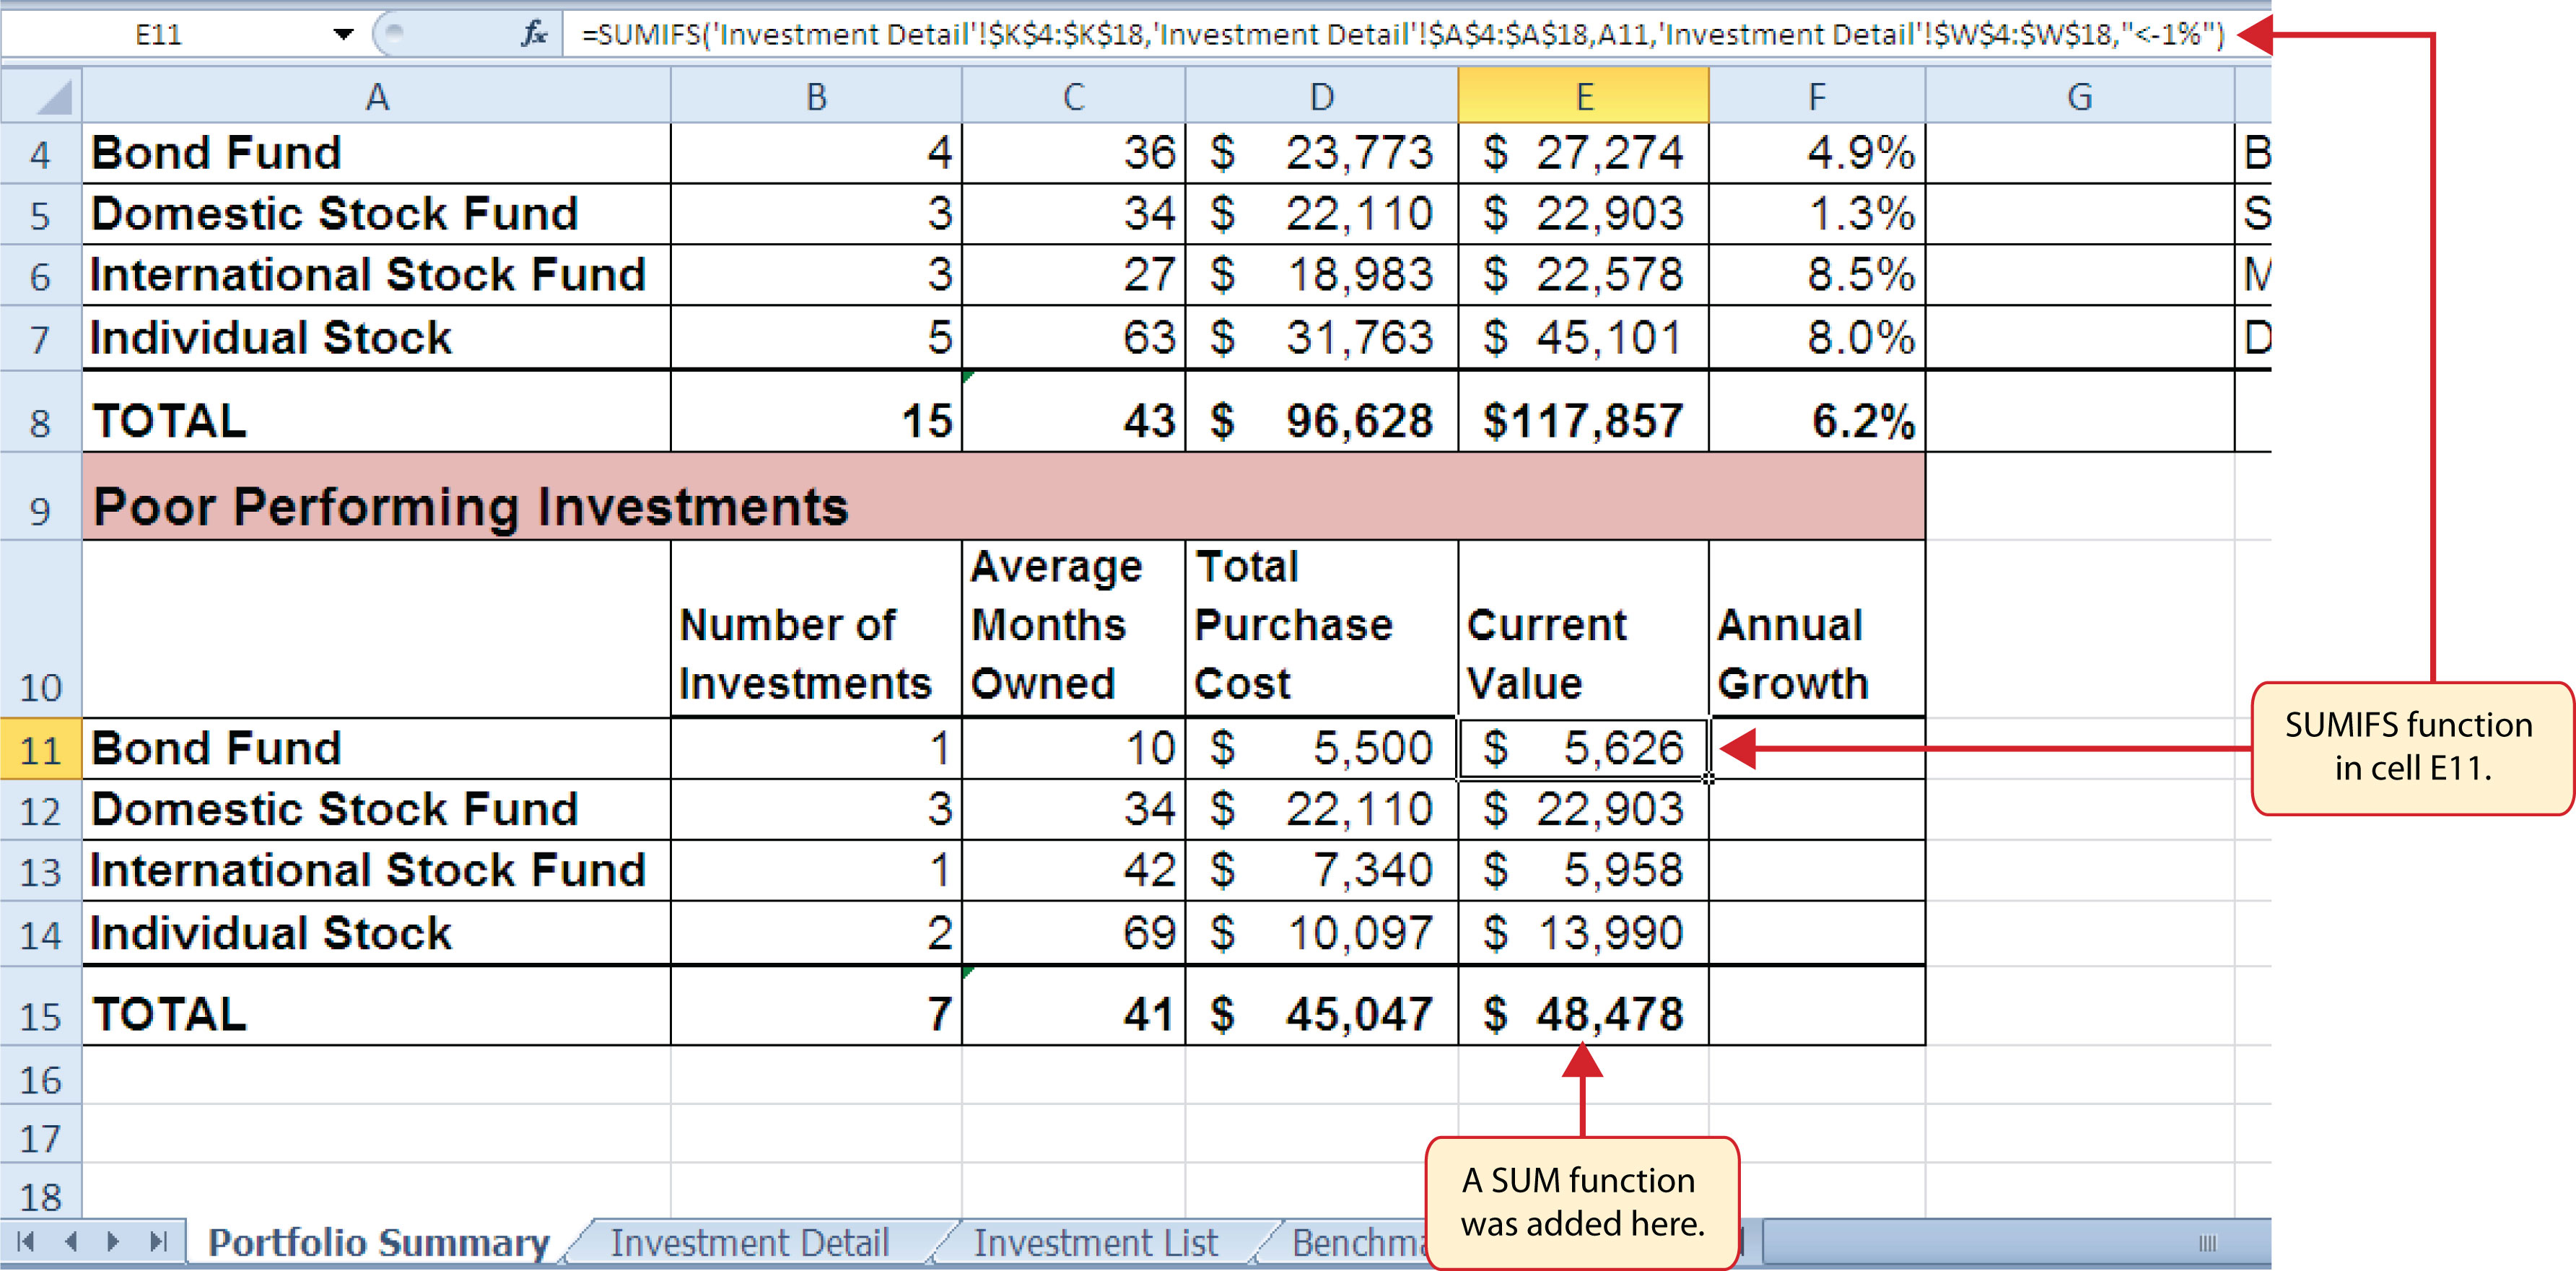 E11 fx =SUMIFS('Investment Detail'!$K$4:$K$18,'Investment Detail'!$A$4:$A$18,A11,'Investment Detail'!$W$4:$W$18,"<-1%")
A B C D E F G
4 Bond Fund 4 36 $ 23,773 $ 27,274 4.9% B
5 Domestic Stock Fund 3 34 $ 22,110 $ 22,903 1.3% S
6 International Stock Fund 3 27 $ 18,983 $ 22,578 8.5% M
7 Individual Stock 5 63 $ 31,763 $ 45,101 8.0% D
8 TOTAL 15 43 $ 96,628 $117,857 6.2%
9 Poor Performing Investments
10 Number of Investments Average Months Owned Total Purchase Cost Current Value Annual Growth
11 Bond Fund 1 10 $ 5,500 $ 5,626
12 Domestic Stock Fund 3 34 $ 22,110 $ 22,903
13 International Stock Fund 1 42 $ 7,340 $ 5,958
14 Individual Stock 2 69 $ 10,097 $ 13,990
15 TOTAL 7 41 $ 45,047 $ 48,478
16
17
18
Portfolio Summary Investment Detail Investment List Benchma
SUMIFS function
in cell E11.
A SUM function
was added here.